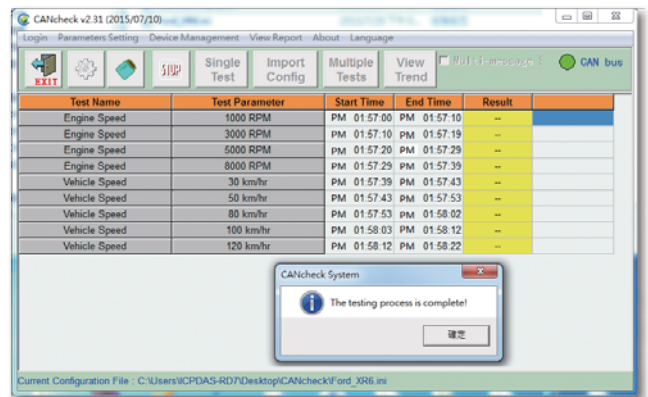 CANcheck v2.31 (2015/07/10)
Login Parameters Setting Device Management View Report About Language
EXIT STOP Single Test Import Config Multiple Tests View Trend CAN bus
Test Name Test Parameter Start Time End Time Result
Engine Speed 1000 RPM PM 01:57:00 PM 01:57:10 --
Engine Speed 3000 RPM PM 01:57:10 PM 01:57:19 --
Engine Speed 5000 RPM PM 01:57:20 PM 01:57:29 --
Engine Speed 8000 RPM PM 01:57:29 PM 01:57:39 --
Vehicle Speed 30 km/hr PM 01:57:39 PM 01:57:43 --
Vehicle Speed 50 km/hr PM 01:57:43 PM 01:57:53 --
Vehicle Speed 80 km/hr PM 01:57:53 PM 01:58:02 --
Vehicle Speed 100 km/hr PM 01:58:03 PM 01:58:12 --
Vehicle Speed 120 km/hr PM 01:58:12 PM 01:58:22 --
CANcheck System
The testing process is complete!
確定
Current Configuration File : C:\Users\ICPDAS-RD7\Desktop\CANcheck\Ford_XR6.ini